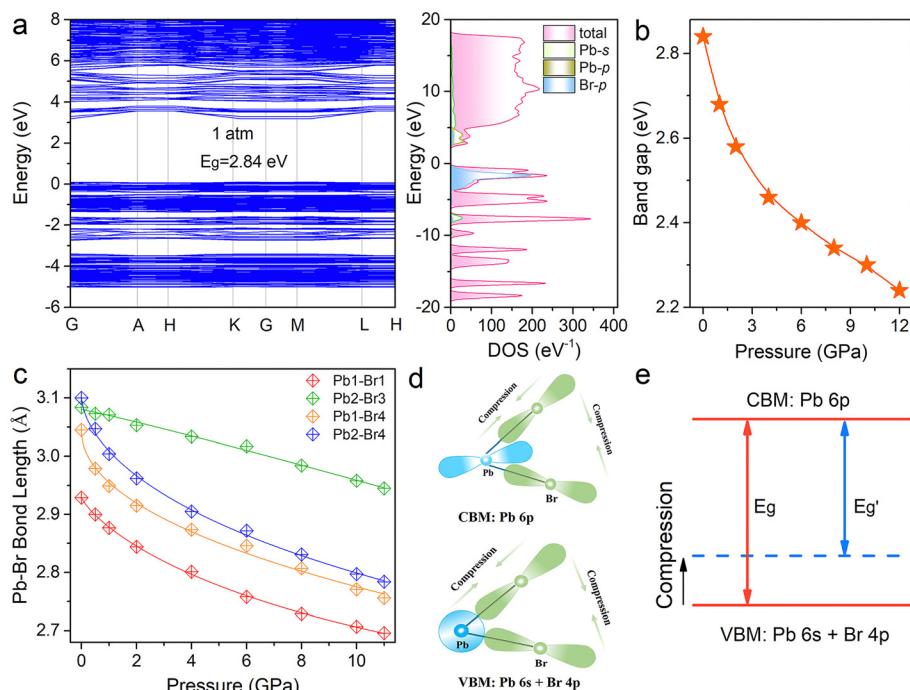 a
8
6
4
2
0
-2
-4
-6
Energy (eV)
1 atm
Eg=2.84 eV
G A H K G M L H
20
10
0
-10
-20
Energy (eV)
total
Pb-s
Pb-p
Br-p
0 100 200 300 400
DOS (eV⁻¹)
b
2.8
2.6
2.4
2.2
Band gap (eV)
0 3 6 9 12
Pressure (GPa)
c
3.1
3.0
2.9
2.8
2.7
Pb-Br Bond Length (Å)
Pb1-Br1
Pb2-Br3
Pb1-Br4
Pb2-Br4
0 2 4 6 8 10
Pressure (GPa)
d
Compression
Compression
Pb
Br
CBM: Pb 6p
Compression
Compression
Pb
Br
VBM: Pb 6s + Br 4p
e
CBM: Pb 6p
Eg
Eg'
Compression
VBM: Pb 6s + Br 4p